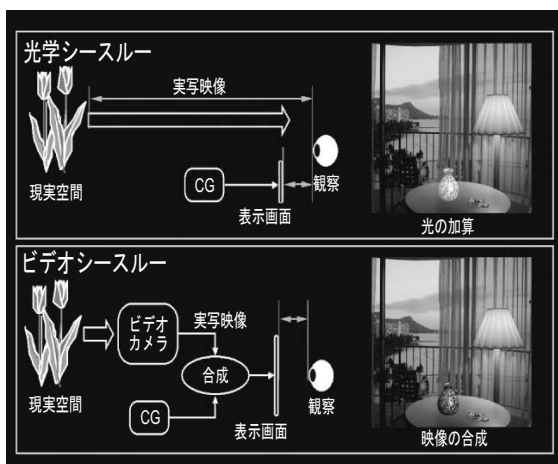 光学シースルー
実写映像
現実空間
CG
表示画面
観察
光の加算
ビデオシースルー
ビデオ
カメラ
実写映像
合成
現実空間
CG
表示画面
観察
映像の合成